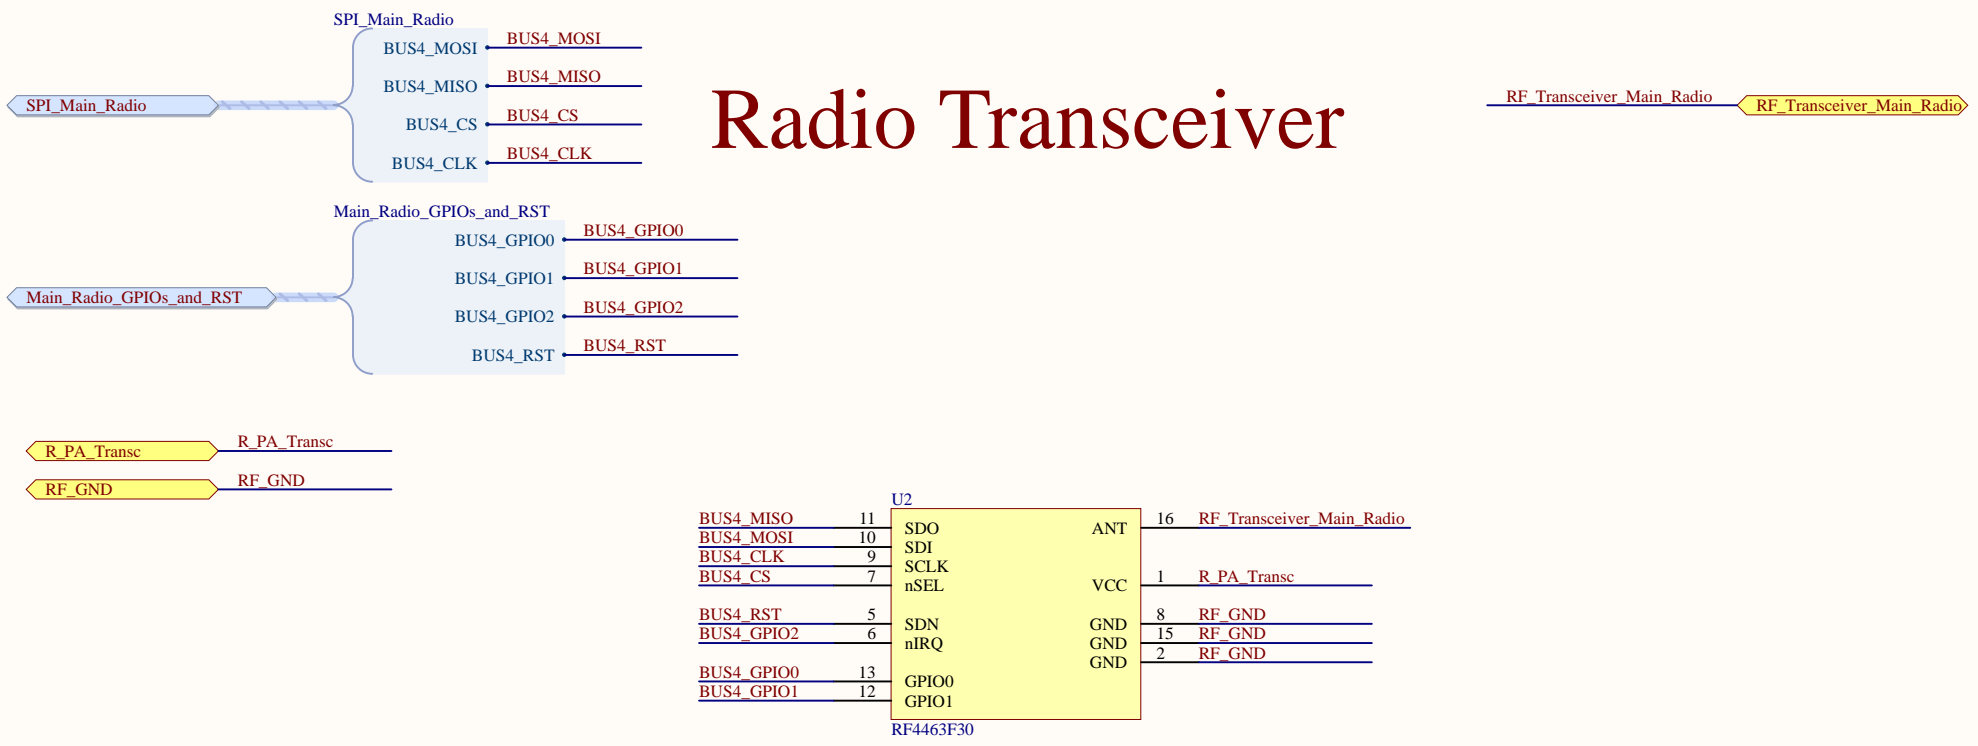 SPI_Main_Radio
BUS4_MOSI BUS4_MOSI
BUS4_MISO BUS4_MISO
SPI_Main_Radio
BUS4_CS BUS4_CS
BUS4_CLK BUS4_CLK
Radio Transceiver
RF_Transceiver_Main_Radio RF_Transceiver_Main_Radio
Main_Radio_GPIOs_and_RST
BUS4_GPIO0 BUS4_GPIO0
BUS4_GPIO1 BUS4_GPIO1
Main_Radio_GPIOs_and_RST
BUS4_GPIO2 BUS4_GPIO2
BUS4_RST BUS4_RST
R_PA_Transc R_PA_Transc
RF_GND RF_GND
U2
BUS4_MISO 11 SDO ANT 16 RF_Transceiver_Main_Radio
BUS4_MOSI 10 SDI
BUS4_CLK 9 SCLK
BUS4_CS 7 nSEL VCC 1 R_PA_Transc
BUS4_RST 5 SDN GND 8 RF_GND
BUS4_GPIO2 6 nIRQ GND 15 RF_GND
GND 2 RF_GND
BUS4_GPIO0 13 GPIO0
BUS4_GPIO1 12 GPIO1
RF4463F30